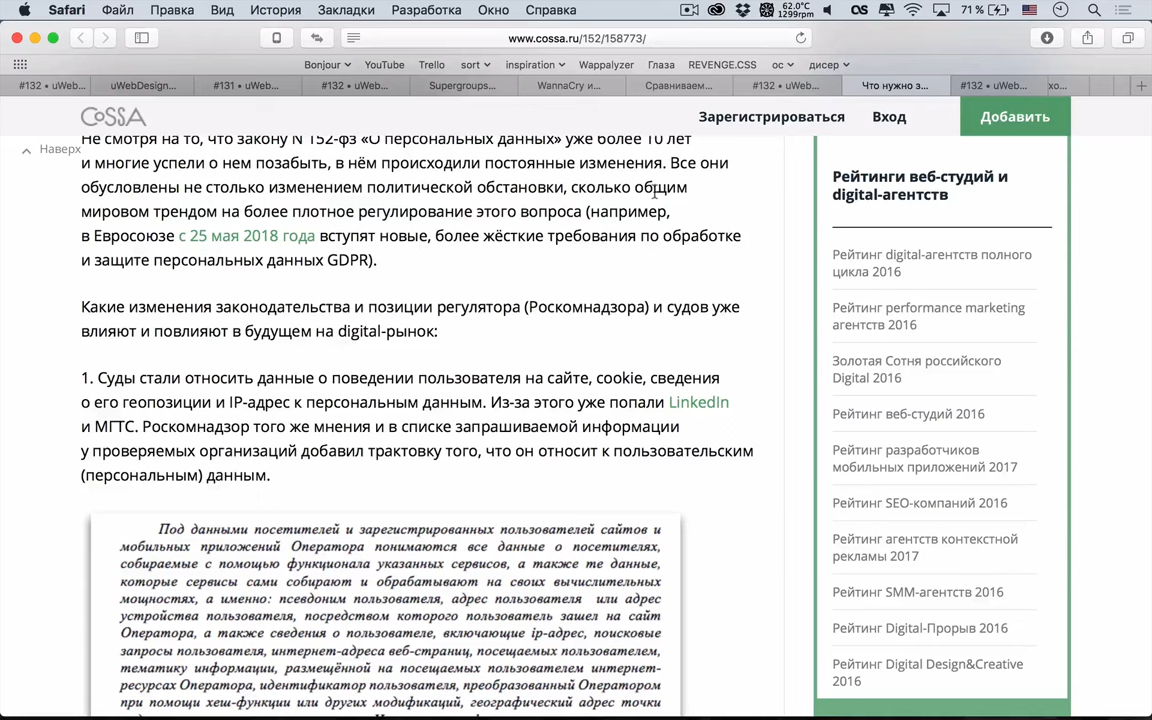 Safari Файл Правка Вид История Закладки Разработка Окно Справка 62.0°C 1299rpm 71 %
www.cossa.ru/152/158773/
Bonjour YouTube Trello sort inspiration Wappalyzer Глаза REVENGE.CSS ос дисер
#132 • uWeb... uWebDesign... #131 • uWeb... #132 • uWeb... Supergroups... WannaCry и... Сравниваем... #132 • uWeb... Что нужно з... #132 • uWeb... хо...
COSSA Зарегистрироваться Вход Добавить
Наверх
Не смотря на то, что закону N 152-фз «О персональных данных» уже более 10 лет
и многие успели о нем позабыть, в нём происходили постоянные изменения. Все они
обусловлены не столько изменением политической обстановки, сколько общим
мировом трендом на более плотное регулирование этого вопроса (например,
в Евросоюзе с 25 мая 2018 года вступят новые, более жёсткие требования по обработке
и защите персональных данных GDPR).
Какие изменения законодательства и позиции регулятора (Роскомнадзора) и судов уже
влияют и повлияют в будущем на digital-рынок:
1. Суды стали относить данные о поведении пользователя на сайте, cookie, сведения
о его геопозиции и IP-адрес к персональным данным. Из-за этого уже попали LinkedIn
и МГТС. Роскомнадзор того же мнения и в списке запрашиваемой информации
у проверяемых организаций добавил трактовку того, что он относит к пользовательским
(персональным) данным.
Под данными посетителей и зарегистрированных пользователей сайтов и
мобильных приложений Оператора понимаются все данные о посетителях,
собираемые с помощью функционала указанных сервисов, а также те данные,
которые сервисы сами собирают и обрабатывают на своих вычислительных
мощностях, а именно: псевдоним пользователя, адрес пользователя или адрес
устройства пользователя, посредством которого пользователь зашел на сайт
Оператора, а также сведения о пользователе, включающие ip-адрес, поисковые
запросы пользователя, интернет-адреса веб-страниц, посещаемых пользователем,
тематику информации, размещённой на посещаемых пользователем интернет-
ресурсах Оператора, идентификатор пользователя, преобразованный Оператором
при помощи хеш-функции или других модификаций, географический адрес точки
Рейтинги веб-студий и
digital-агентств
Рейтинг digital-агентств полного
цикла 2016
Рейтинг performance marketing
агентств 2016
Золотая Сотня российского
Digital 2016
Рейтинг веб-студий 2016
Рейтинг разработчиков
мобильных приложений 2017
Рейтинг SEO-компаний 2016
Рейтинг агентств контекстной
рекламы 2017
Рейтинг SMM-агентств 2016
Рейтинг Digital-Прорыв 2016
Рейтинг Digital Design&Creative
2016